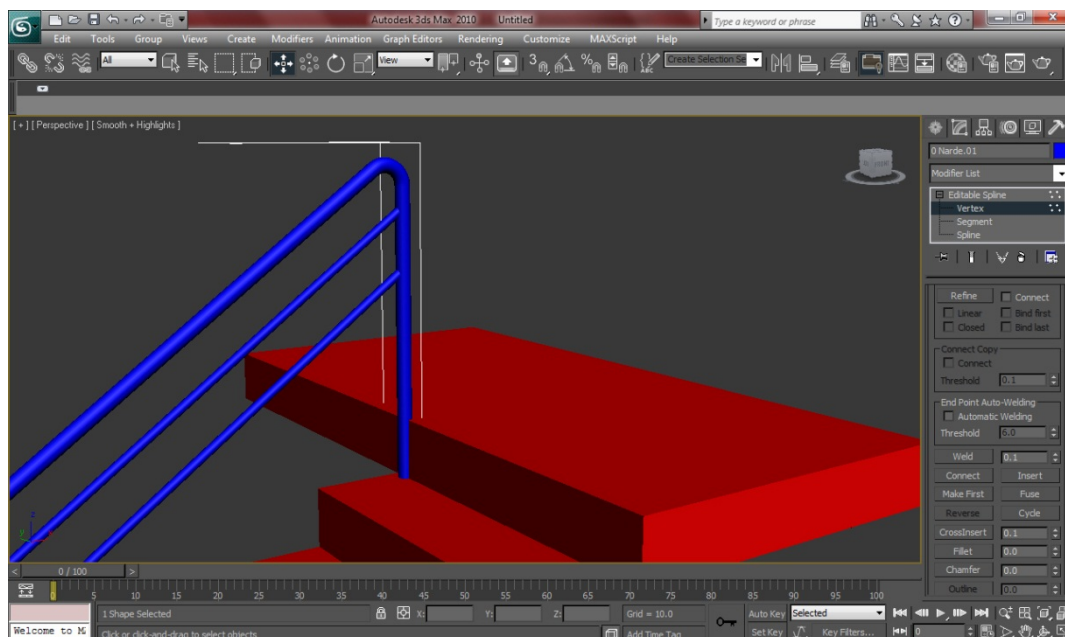 Autodesk 3ds Max 2010 Untitled
Type a keyword or phrase
Edit Tools Group Views Create Modifiers Animation Graph Editors Rendering Customize MAXScript Help
All
View
3
Create Selection Se
[ + ] [ Perspective ] [ Smooth + Highlights ]
0 Narde.01
Modifier List
Editable Spline
Vertex
Segment
Spline
Refine Connect
Linear Bind first
Closed Bind last
Connect Copy
Connect
Threshold 0.1
End Point Auto-Welding
Automatic Welding
Threshold 6.0
Weld 0.1
Connect Insert
Make First Fuse
Reverse Cycle
CrossInsert 0.1
Fillet 0.0
Chamfer 0.0
Outline 0.0
z
y
< 0 / 100 >
0 5 10 15 20 25 30 35 40 45 50 55 60 65 70 75 80 85 90 95 100
1 Shape Selected X: Y: Z: Grid = 10.0 Auto Key Selected
Welcome to M Click or click-and-drag to select objects Add Time Tag Set Key Key Filters... 0